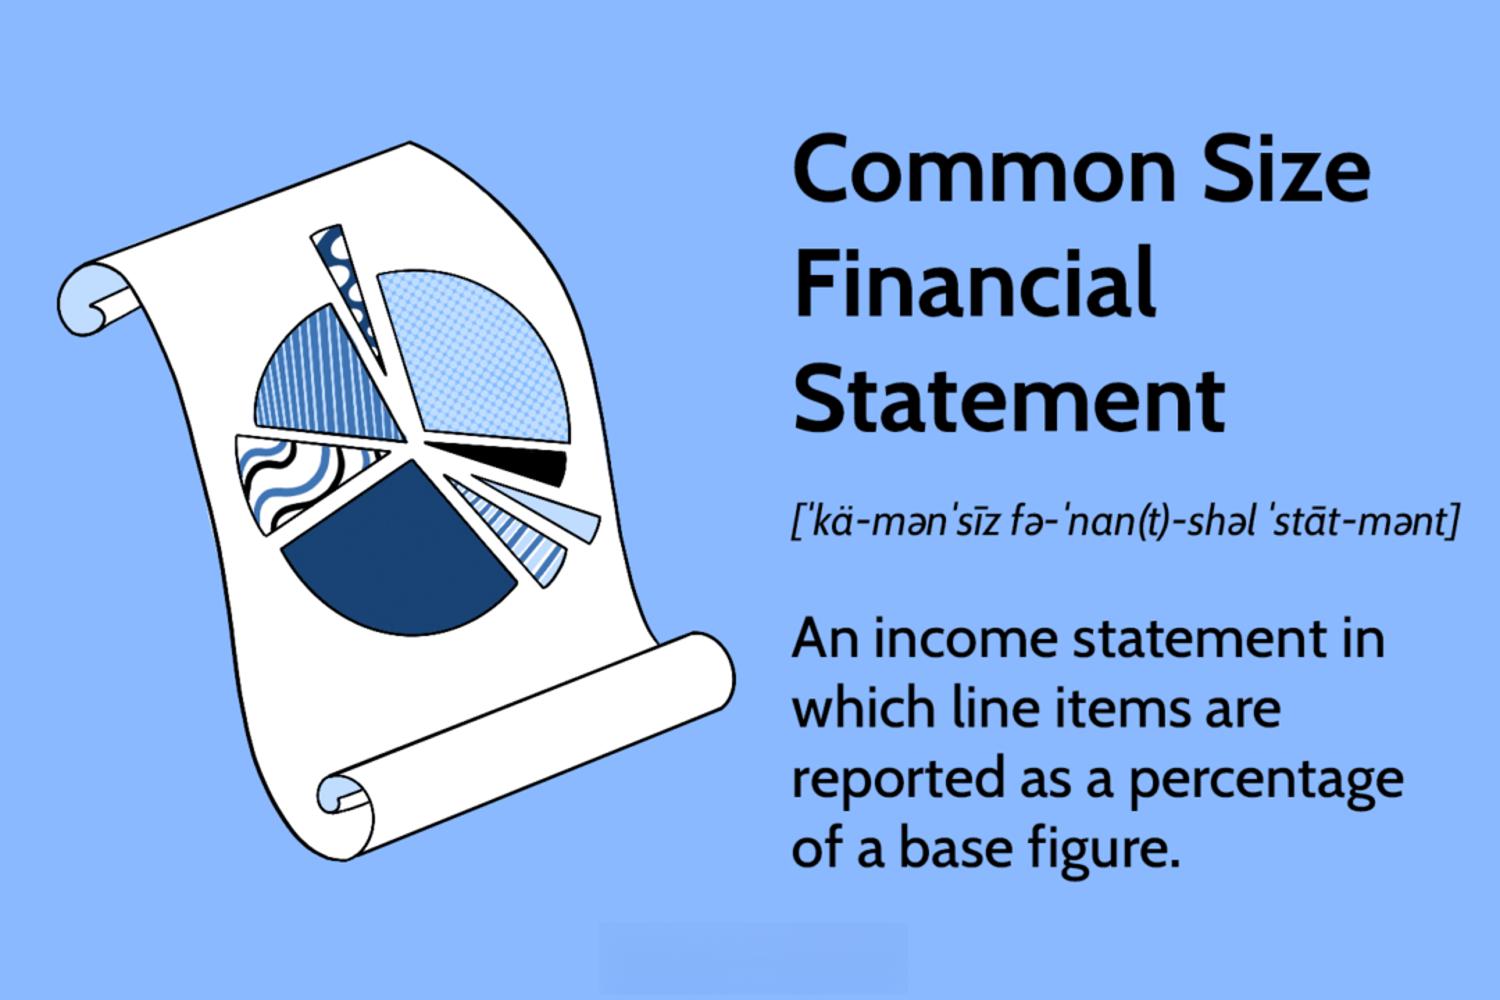 Common Size
Financial
Statement
[ˈkä-mənˈsīz fə-ˈnan(t)-shəl ˈstāt-mənt]
An income statement in
which line items are
reported as a percentage
of a base figure.